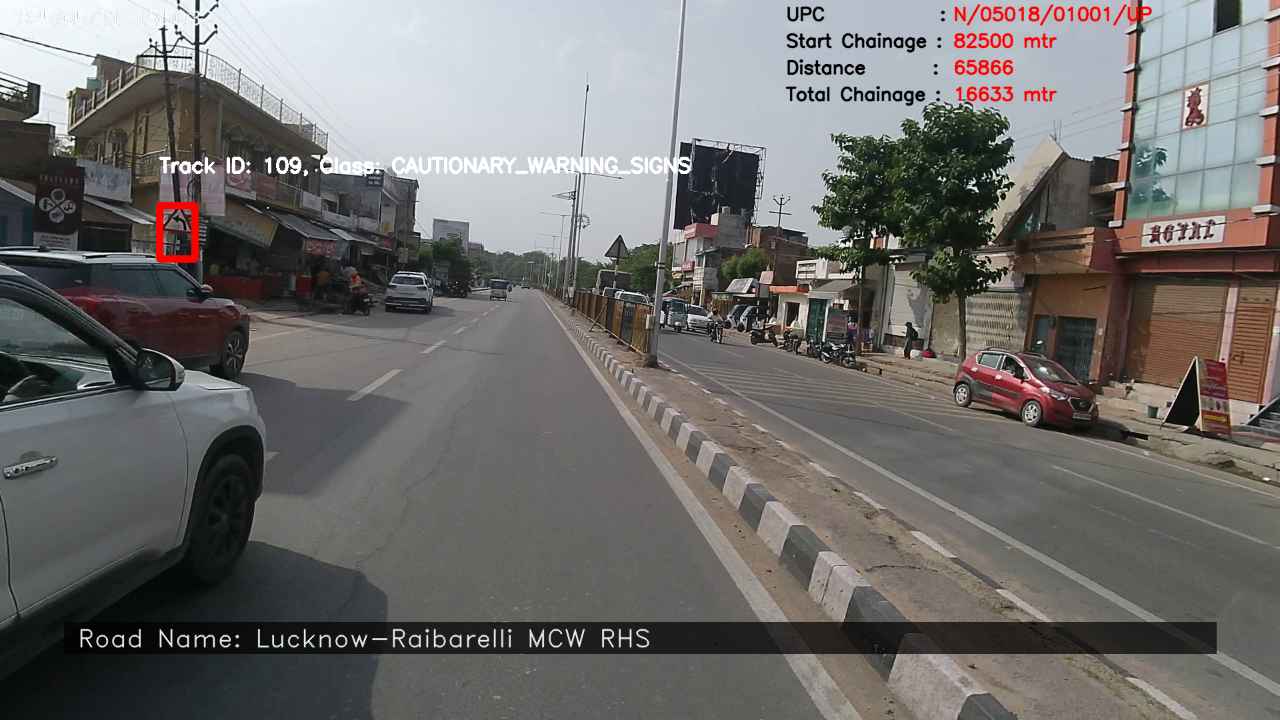 UPC : N/05018/01001/UP
Start Chainage : 82500 mtr
Distance : 65866
Total Chainage : 16633 mtr
Track ID: 109, Class: CAUTIONARY_WARNING_SIGNS
ROYAL
Road Name: Lucknow-Raibarelli MCW RHS